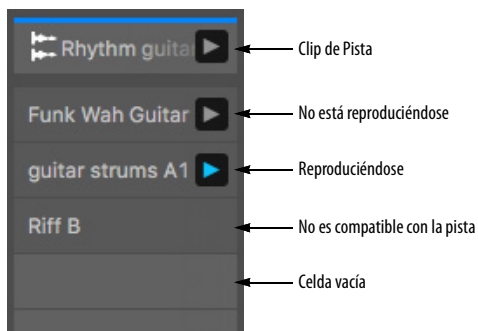 Rhythm guita
Clip de Pista
Funk Wah Guitar
No está reproduciéndose
guitar strums A1
Reproduciéndose
Riff B
No es compatible con la pista
Celda vacía